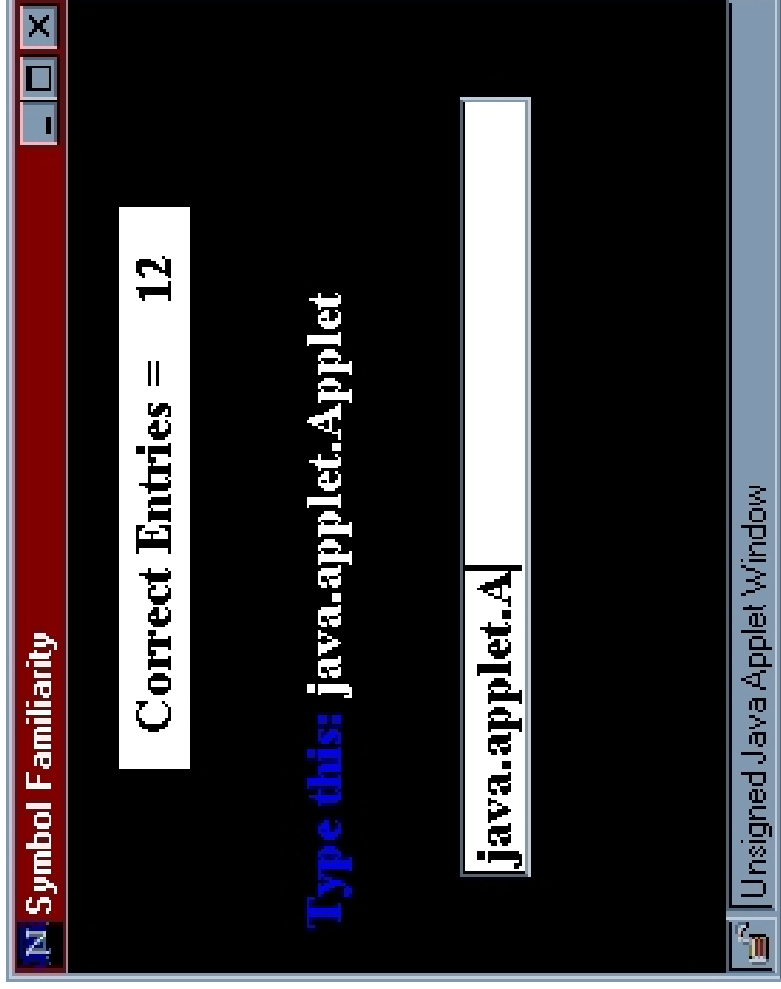 Symbol Familiarity
Correct Entries = 12
Type this: java.applet.Applet
java.applet.A
Unsigned Java Applet Window